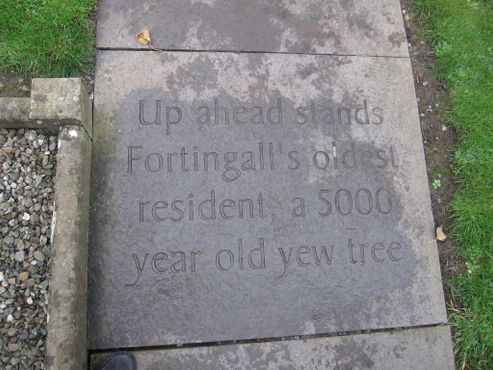 Up ahead stands
Fortingall's oldest
resident, a 5000
year old yew tree